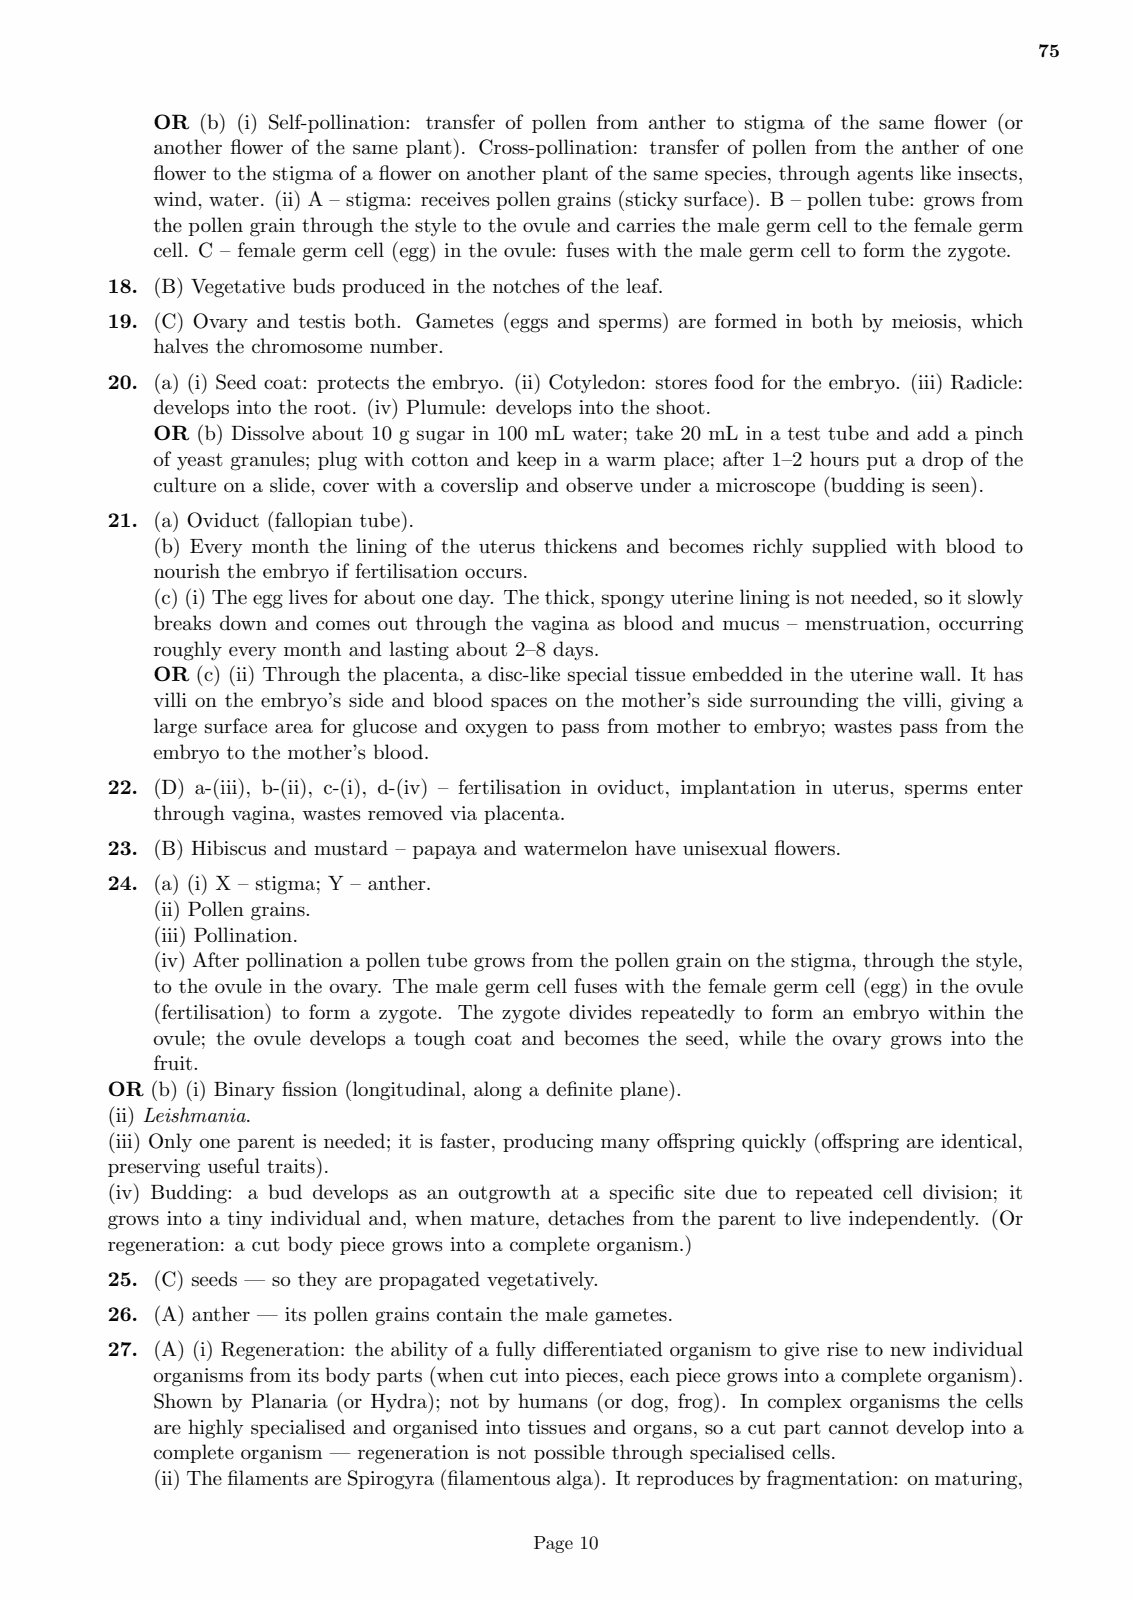 75
OR (b) (i) Self-pollination: transfer of pollen from anther to stigma of the same flower (or
another flower of the same plant). Cross-pollination: transfer of pollen from the anther of one
flower to the stigma of a flower on another plant of the same species, through agents like insects,
wind, water. (ii) A – stigma: receives pollen grains (sticky surface). B – pollen tube: grows from
the pollen grain through the style to the ovule and carries the male germ cell to the female germ
cell. C – female germ cell (egg) in the ovule: fuses with the male germ cell to form the zygote.
18. (B) Vegetative buds produced in the notches of the leaf.
19. (C) Ovary and testis both. Gametes (eggs and sperms) are formed in both by meiosis, which
halves the chromosome number.
20. (a) (i) Seed coat: protects the embryo. (ii) Cotyledon: stores food for the embryo. (iii) Radicle:
develops into the root. (iv) Plumule: develops into the shoot.
OR (b) Dissolve about 10 g sugar in 100 mL water; take 20 mL in a test tube and add a pinch
of yeast granules; plug with cotton and keep in a warm place; after 1–2 hours put a drop of the
culture on a slide, cover with a coverslip and observe under a microscope (budding is seen).
21. (a) Oviduct (fallopian tube).
(b) Every month the lining of the uterus thickens and becomes richly supplied with blood to
nourish the embryo if fertilisation occurs.
(c) (i) The egg lives for about one day. The thick, spongy uterine lining is not needed, so it slowly
breaks down and comes out through the vagina as blood and mucus – menstruation, occurring
roughly every month and lasting about 2–8 days.
OR (c) (ii) Through the placenta, a disc-like special tissue embedded in the uterine wall. It has
villi on the embryo's side and blood spaces on the mother's side surrounding the villi, giving a
large surface area for glucose and oxygen to pass from mother to embryo; wastes pass from the
embryo to the mother's blood.
22. (D) a-(iii), b-(ii), c-(i), d-(iv) – fertilisation in oviduct, implantation in uterus, sperms enter
through vagina, wastes removed via placenta.
23. (B) Hibiscus and mustard – papaya and watermelon have unisexual flowers.
24. (a) (i) X – stigma; Y – anther.
(ii) Pollen grains.
(iii) Pollination.
(iv) After pollination a pollen tube grows from the pollen grain on the stigma, through the style,
to the ovule in the ovary. The male germ cell fuses with the female germ cell (egg) in the ovule
(fertilisation) to form a zygote. The zygote divides repeatedly to form an embryo within the
ovule; the ovule develops a tough coat and becomes the seed, while the ovary grows into the
fruit.
OR (b) (i) Binary fission (longitudinal, along a definite plane).
(ii) Leishmania.
(iii) Only one parent is needed; it is faster, producing many offspring quickly (offspring are identical,
preserving useful traits).
(iv) Budding: a bud develops as an outgrowth at a specific site due to repeated cell division; it
grows into a tiny individual and, when mature, detaches from the parent to live independently. (Or
regeneration: a cut body piece grows into a complete organism.)
25. (C) seeds — so they are propagated vegetatively.
26. (A) anther — its pollen grains contain the male gametes.
27. (A) (i) Regeneration: the ability of a fully differentiated organism to give rise to new individual
organisms from its body parts (when cut into pieces, each piece grows into a complete organism).
Shown by Planaria (or Hydra); not by humans (or dog, frog). In complex organisms the cells
are highly specialised and organised into tissues and organs, so a cut part cannot develop into a
complete organism — regeneration is not possible through specialised cells.
(ii) The filaments are Spirogyra (filamentous alga). It reproduces by fragmentation: on maturing,
Page 10